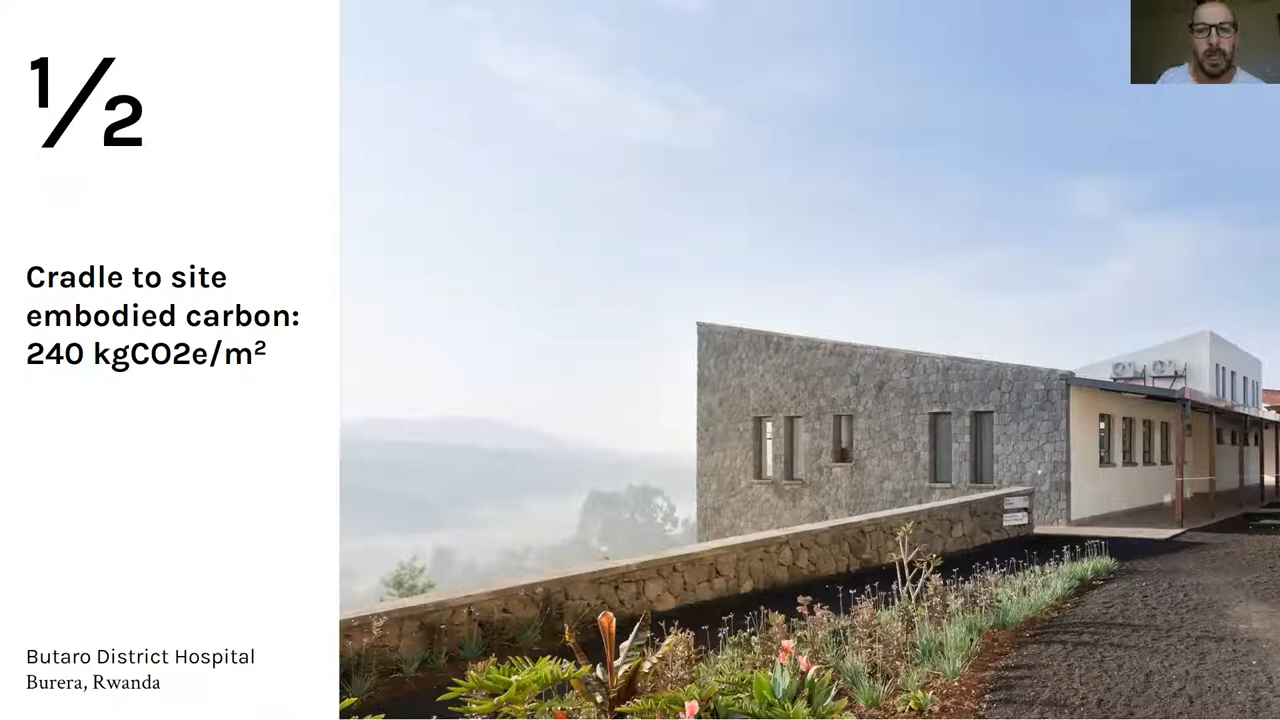 ½
Cradle to site
embodied carbon:
240 kgCO2e/m²
Butaro District Hospital
Burera, Rwanda